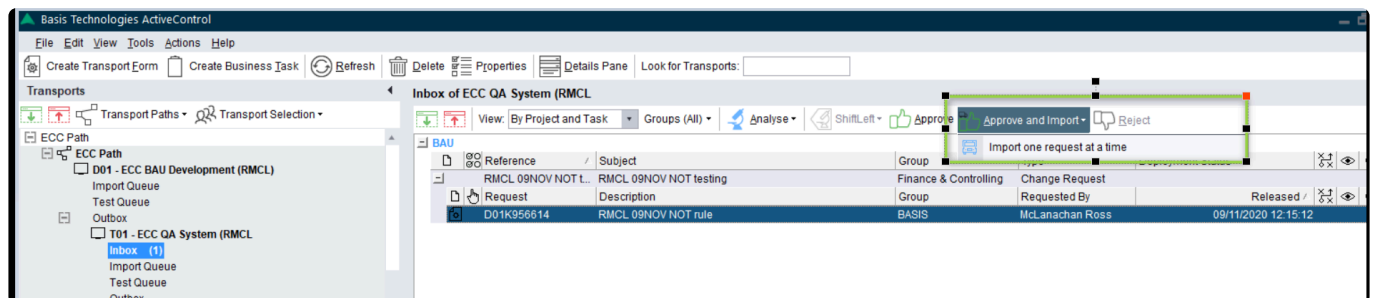 Basis Technologies ActiveControl
File Edit View Tools Actions Help
Create Transport Form Create Business Task Refresh Delete Properties Details Pane Look for Transports:
Transports
Transport Paths Transport Selection
ECC Path
ECC Path
D01 - ECC BAU Development (RMCL)
Import Queue
Test Queue
Outbox
T01 - ECC QA System (RMCL
Inbox (1)
Import Queue
Test Queue
Outbox
Inbox of ECC QA System (RMCL
View: By Project and Task Groups (All) Analyse ShiftLeft Approve Approve and Import Reject
Import one request at a time
BAU
Reference Subject Group Type Deployment Status
RMCL 09NOV NOT t... RMCL 09NOV NOT testing Finance & Controlling Change Request
Request Description Group Requested By Released
D01K956614 RMCL 09NOV NOT rule BASIS McLanachan Ross 09/11/2020 12:15:12